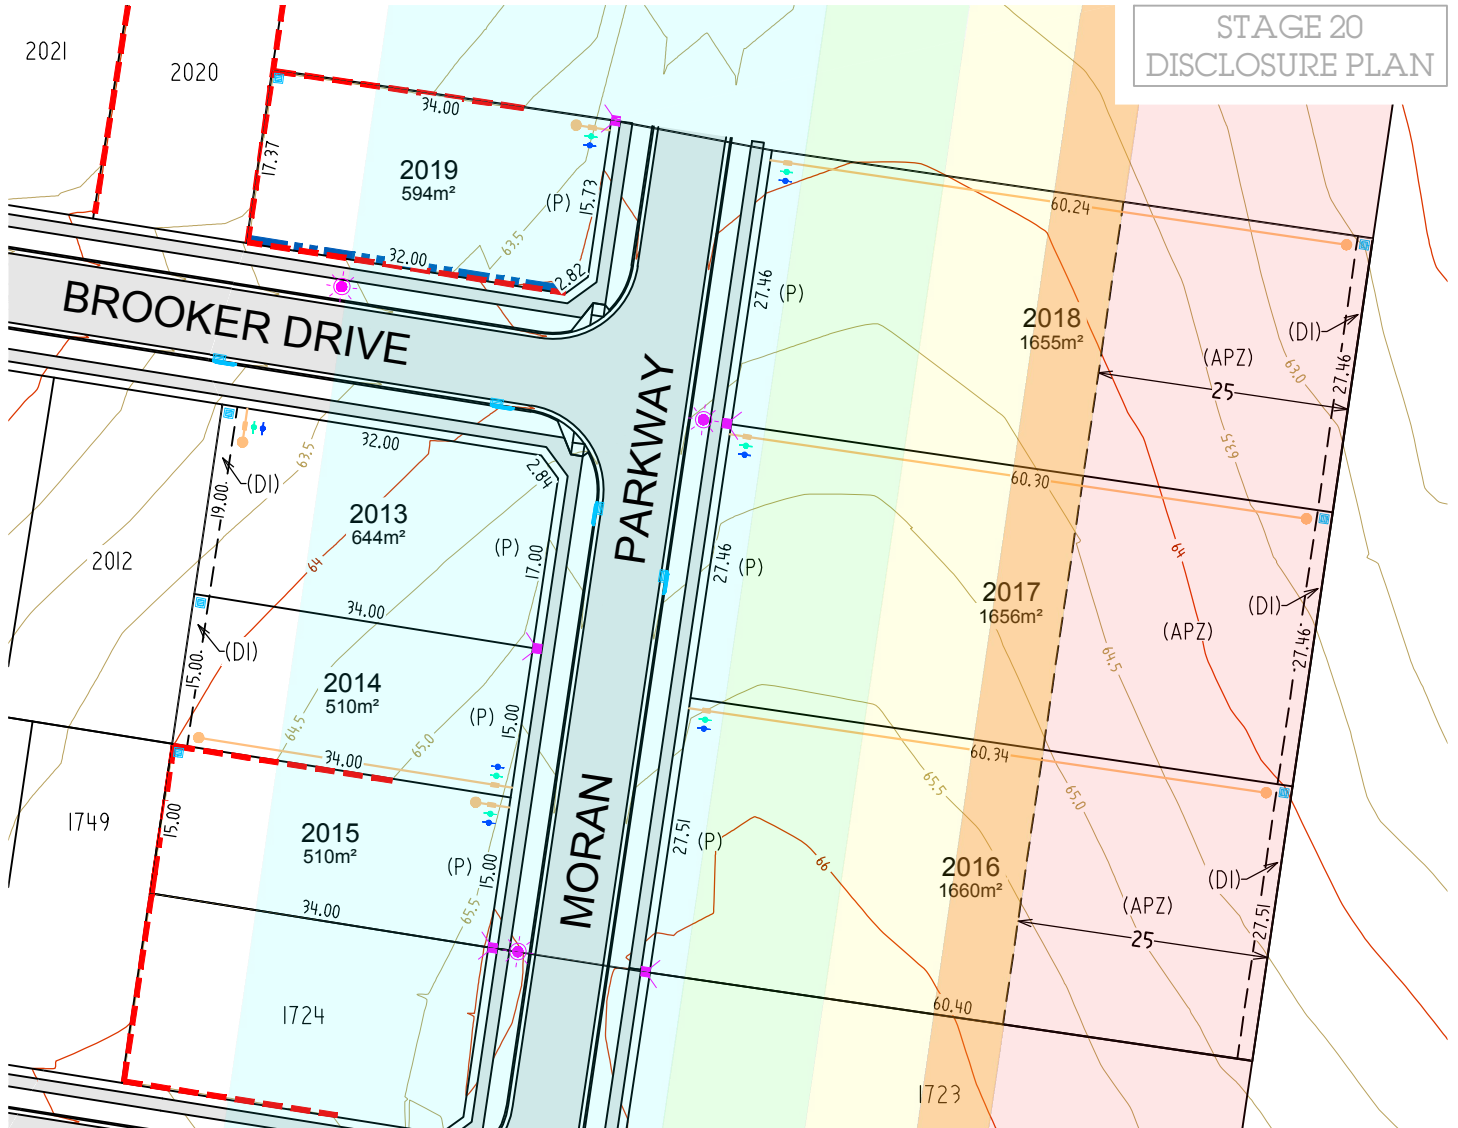 STAGE 20
DISCLOSURE PLAN
2021
2020
34.00
17.37
2019
594m²
(P)
15.73
63.5
32.00
2.82
60.24
27.46
(P)
BROOKER DRIVE
2018
1655m²
(DI)
(APZ)
63.0
27.46
25
PARKWAY
32.00
63.5
2.84
63.5
19.00
(DI)
60.30
2013
644m²
(P)
17.00
64
64
2012
27.46
(P)
2017
1656m²
34.00
(DI)
(APZ)
27.46
64.5
15.00
(DI)
2014
510m²
(P)
15.00
64.5
65.0
34.00
60.34
65.5
65.0
MORAN
1749
15.00
2015
510m²
(P)
15.00
27.51
(P)
66
2016
1660m²
(DI)
(APZ)
27.51
25
34.00
65.5
1724
60.40
1723